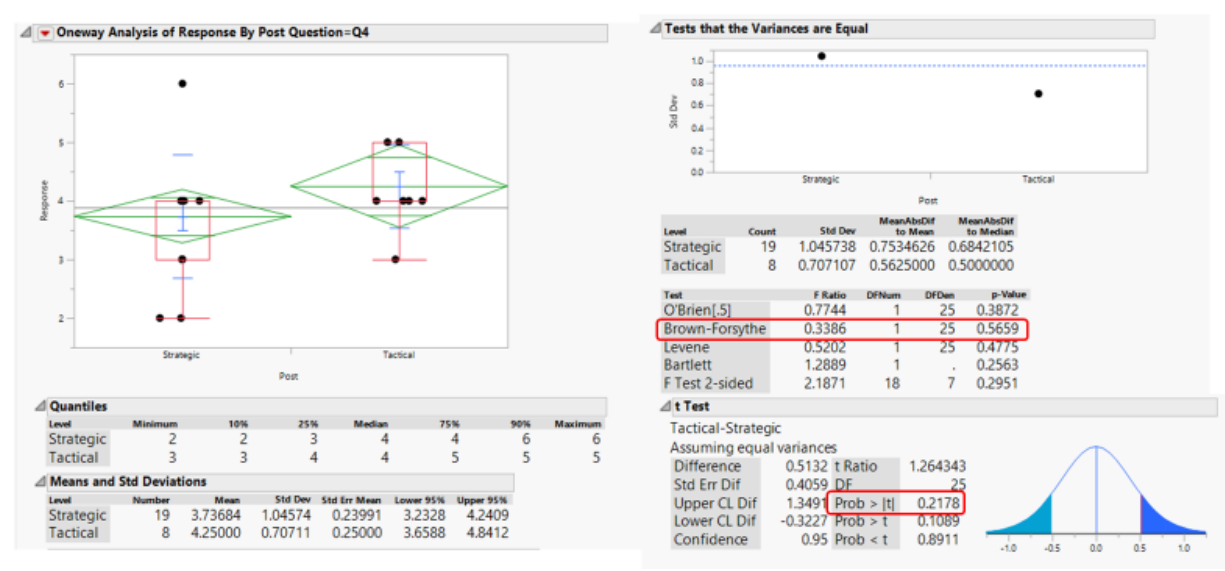 Oneway Analysis of Response By Post Question=Q4
6
5
4
3
2
Response
Strategic Tactical
Post
Quantiles
Level Minimum 10% 25% Median 75% 90% Maximum
Strategic 2 2 3 4 4 6 6
Tactical 3 3 4 4 5 5 5
Means and Std Deviations
Level Number Mean Std Dev Std Err Mean Lower 95% Upper 95%
Strategic 19 3.73684 1.04574 0.23991 3.2328 4.2409
Tactical 8 4.25000 0.70711 0.25000 3.6588 4.8412
Tests that the Variances are Equal
1.0
0.8
0.6
0.4
0.2
0.0
Std Dev
Strategic Tactical
Post
MeanAbsDif MeanAbsDif
Level Count Std Dev to Mean to Median
Strategic 19 1.045738 0.7534626 0.6842105
Tactical 8 0.707107 0.5625000 0.5000000
Test F Ratio DFNum DFDen p-Value
O'Brien[.5] 0.7744 1 25 0.3872
Brown-Forsythe 0.3386 1 25 0.5659
Levene 0.5202 1 25 0.4775
Bartlett 1.2889 1 . 0.2563
F Test 2-sided 2.1871 18 7 0.2951
t Test
Tactical-Strategic
Assuming equal variances
Difference 0.5132 t Ratio 1.264343
Std Err Dif 0.4059 DF 25
Upper CL Dif 1.3491 Prob > |t| 0.2178
Lower CL Dif -0.3227 Prob > t 0.1089
Confidence 0.95 Prob < t 0.8911
-1.0 -0.5 0.0 0.5 1.0